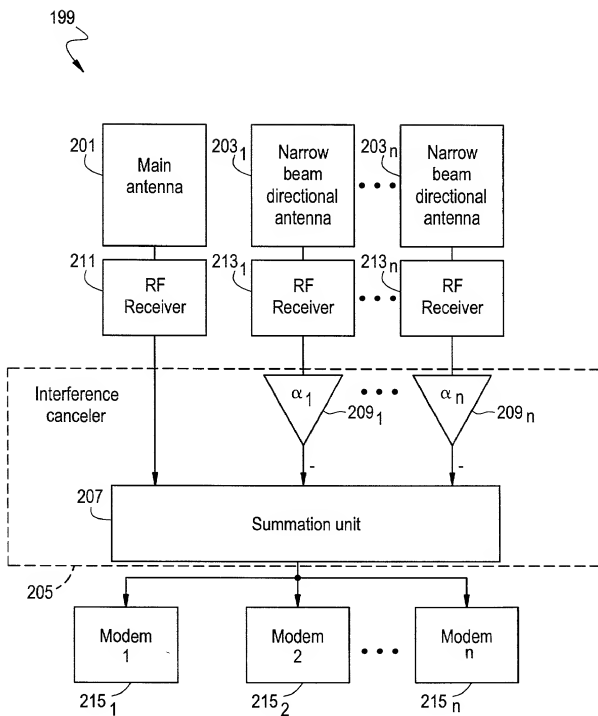 199
201
Main
antenna
203 1
Narrow
beam
directional
antenna
203 n
Narrow
beam
directional
antenna
211
RF
Receiver
213 1
RF
Receiver
213 n
RF
Receiver
Interference
canceler
α1
209 1
αn
209 n
-
-
207
Summation unit
205
Modem
1
Modem
2
Modem
n
215 1
215 2
215 n